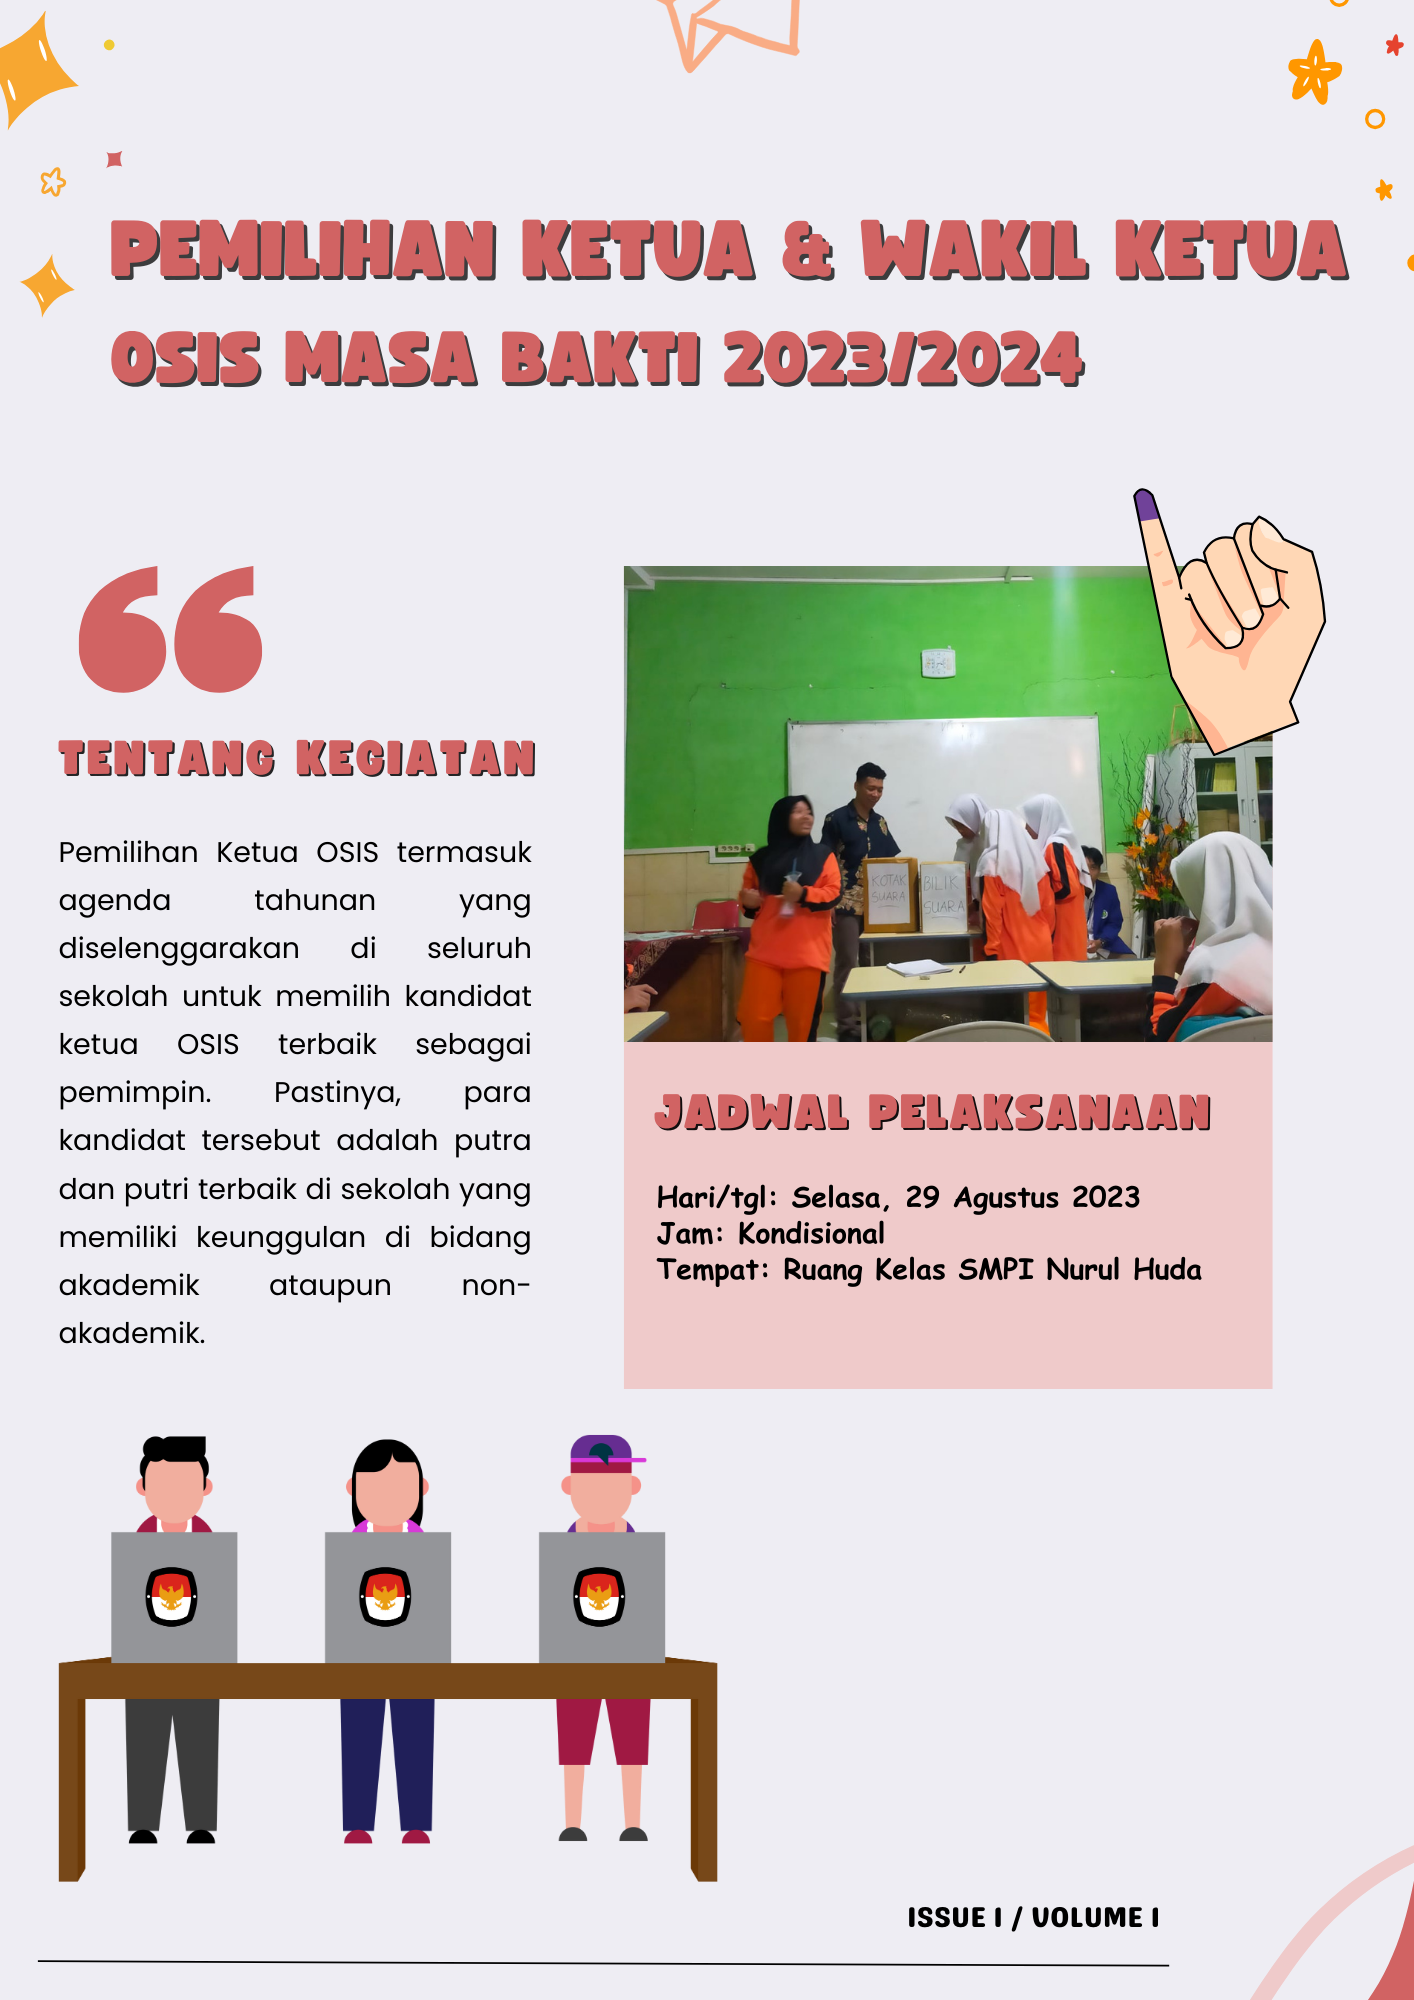 PEMILIHAN KETUA & WAKIL KETUA
OSIS MASA BAKTI 2023/2024
TENTANG KEGIATAN
Pemilihan Ketua OSIS termasuk
agenda tahunan yang
diselenggarakan di seluruh
sekolah untuk memilih kandidat
ketua OSIS terbaik sebagai
pemimpin. Pastinya, para
kandidat tersebut adalah putra
dan putri terbaik di sekolah yang
memiliki keunggulan di bidang
akademik ataupun non-
akademik.
KOTAK
SUARA
BILIK
SUARA
JADWAL PELAKSANAAN
Hari/tgl: Selasa, 29 Agustus 2023
Jam: Kondisional
Tempat: Ruang Kelas SMPI Nurul Huda
ISSUE I / VOLUME I